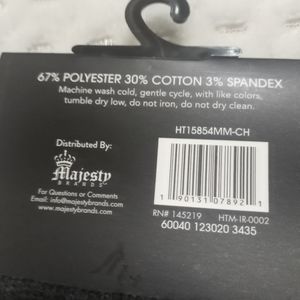 67% POLYESTER 30% COTTON 3% SPANDEX
Machine wash cold, gentle cycle, with like colors,
tumble dry low, do not iron, do not dry clean.
HT15854MM-CH
Distributed By:
Majesty
BRANDS
For Questions or Comments
Email: info@majestybrands.com
majestybrands.com
1 90131 07892 1
RN# 145219 HTM-IR-0002
60040 123020 3435